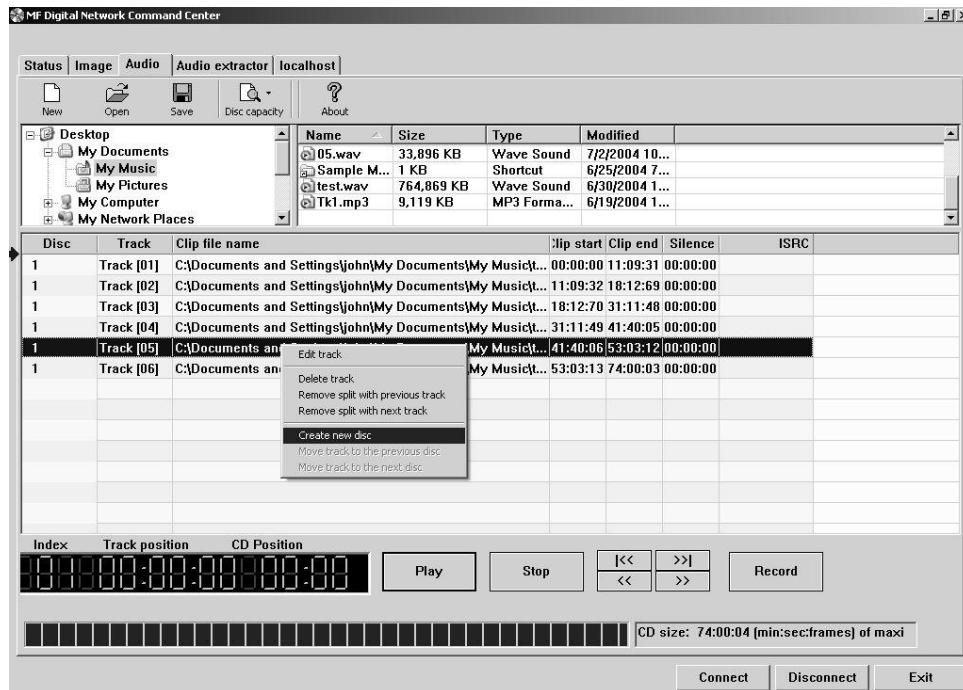 MF Digital Network Command Center
Status Image Audio Audio extractor localhost
New Open Save Disc capacity About
Desktop
My Documents
My Music
My Pictures
My Computer
My Network Places
Name Size Type Modified
05.wav 33,896 KB Wave Sound 7/2/2004 10...
Sample M... 1 KB Shortcut 6/25/2004 7...
test.wav 764,869 KB Wave Sound 6/30/2004 1...
Tk1.mp3 9,119 KB MP3 Forma... 6/19/2004 1...
Disc Track Clip file name lip start Clip end Silence ISRC
1 Track [01] C:\Documents and Settings\john\My Documents\My Music\t... 00:00:00 11:09:31 00:00:00
1 Track [02] C:\Documents and Settings\john\My Documents\My Music\t... 11:09:32 18:12:69 00:00:00
1 Track [03] C:\Documents and Settings\john\My Documents\My Music\t... 18:12:70 31:11:48 00:00:00
1 Track [04] C:\Documents and Settings\john\My Documents\My Music\t... 31:11:49 41:40:05 00:00:00
1 Track [05] C:\Documents an My Music\t... 41:40:06 53:03:12 00:00:00
1 Track [06] C:\Documents an My Music\t... 53:03:13 74:00:03 00:00:00
Edit track
Delete track
Remove split with previous track
Remove split with next track
Create new disc
Move track to the previous disc
Move track to the next disc
Index Track position CD Position
00:00:00 00:00
Play Stop |<< >>| << >> Record
CD size: 74:00:04 (min:sec:frames) of maxi
Connect Disconnect Exit